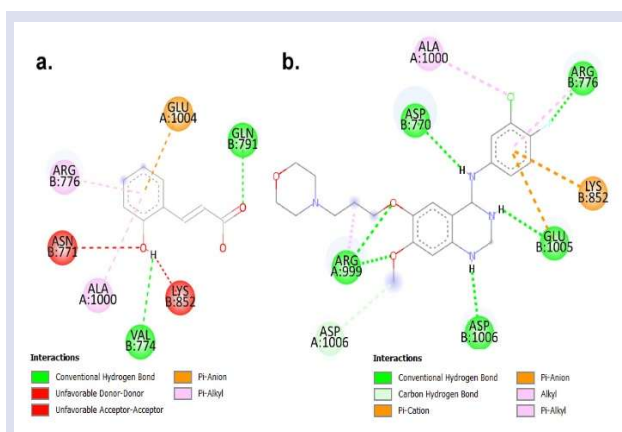 a.
GLU
A:1004
GLN
B:791
ARG
B:776
ASN
B:771
ALA
A:1000
LYS
B:852
VAL
B:774
O
O
O
H
Interactions
Conventional Hydrogen Bond
Unfavorable Donor-Donor
Unfavorable Acceptor-Acceptor
Pi-Anion
Pi-Alkyl
b.
ALA
A:1000
ARG
B:776
ASP
B:770
LYS
B:852
GLU
B:1005
ARG
A:999
ASP
A:1006
ASP
B:1006
Cl
N
H
N
H
N
H
O
N
O
O
Interactions
Conventional Hydrogen Bond
Carbon Hydrogen Bond
Pi-Cation
Pi-Anion
Alkyl
Pi-Alkyl